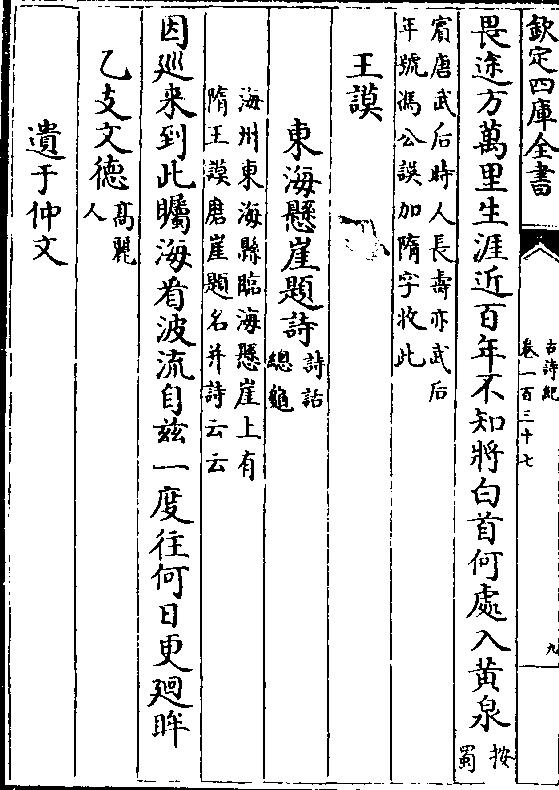 欽定四庫全書
古詩紀
卷一百三十七
九
畏途方萬里生涯近百年不知將白首何處入黄泉
按
蜀
賔唐武后時人長壽亦武后
年號馮公誤加隋字收此
王謨
東海懸崖題詩
詩話
總龜
海州東海縣臨海懸崖上有
隋王謨磨崖題名并詩云云
因廵来到此矚海看波流自兹一度往何日更廻眸
乙支文德
髙麗
人
遺于仲文